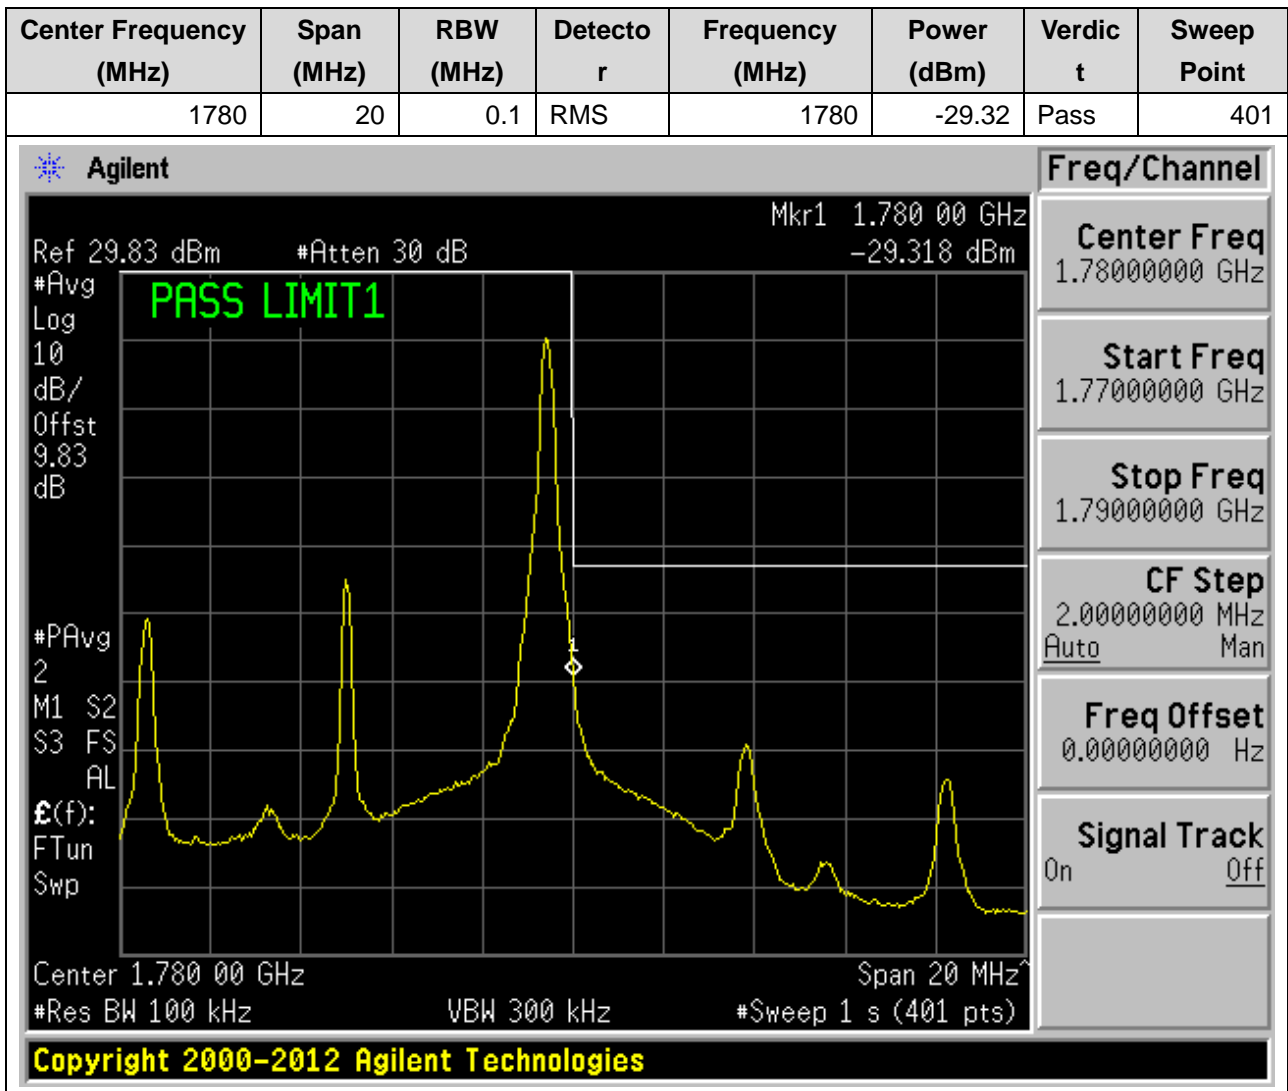 Center Frequency (MHz) Span (MHz) RBW (MHz) Detecto r Frequency (MHz) Power (dBm) Verdic t Sweep Point
1780 20 0.1 RMS 1780 -29.32 Pass 401
Agilent
Freq/Channel
Mkr1 1.780 00 GHz
Ref 29.83 dBm #Atten 30 dB -29.318 dBm
#Avg
Log
10
dB/
Offst
9.83
dB
PASS LIMIT1
1
#PAvg
2
M1 S2
S3 FS
AL
£(f):
FTun
Swp
Center 1.780 00 GHz Span 20 MHz^
#Res BW 100 kHz VBW 300 kHz #Sweep 1 s (401 pts)
Center Freq
1.78000000 GHz
Start Freq
1.77000000 GHz
Stop Freq
1.79000000 GHz
CF Step
2.00000000 MHz
Auto Man
Freq Offset
0.00000000 Hz
Signal Track
On Off
Copyright 2000-2012 Agilent Technologies